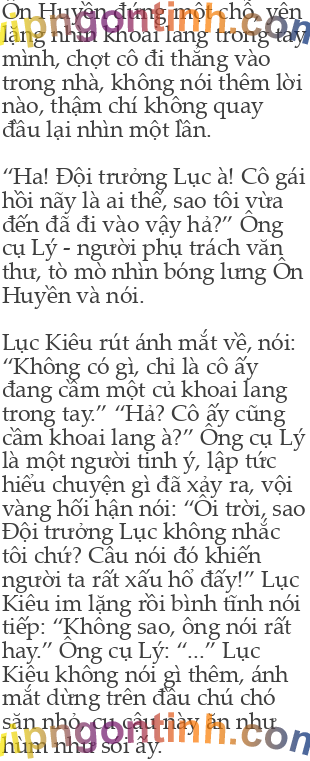 Ôn Huyền đứng một chỗ, yên
lặng nhìn khoai lang trong tay
mình, chợt cô đi thẳng vào
trong nhà, không nói thêm lời
nào, thậm chí không quay
đầu lại nhìn một lần.
“Ha! Đội trưởng Lục à! Cô gái
hồi nãy là ai thế, sao tôi vừa
đến đã đi vào vậy hả?” Ông
cụ Lý - người phụ trách văn
thư, tò mò nhìn bóng lưng Ôn
Huyền và nói.
Lục Kiêu rút ánh mắt về, nói:
“Không có gì, chỉ là cô ấy
đang cầm một củ khoai lang
trong tay.” “Hả? Cô ấy cũng
cầm khoai lang à?” Ông cụ Lý
là một người tinh ý, lập tức
hiểu chuyện gì đã xảy ra, vội
vàng hối hận nói: “Ôi trời, sao
Đội trưởng Lục không nhắc
tôi chứ? Câu nói đó khiến
người ta rất xấu hổ đấy!” Lục
Kiêu im lặng rồi bình tĩnh nói
tiếp: “Không sao, ông nói rất
hay.” Ông cụ Lý: “...” Lục
Kiêu không nói gì thêm, ánh
mắt dừng trên đầu chú chó
săn nhỏ, cụ cậu này ăn như
hùm như sói ấy.